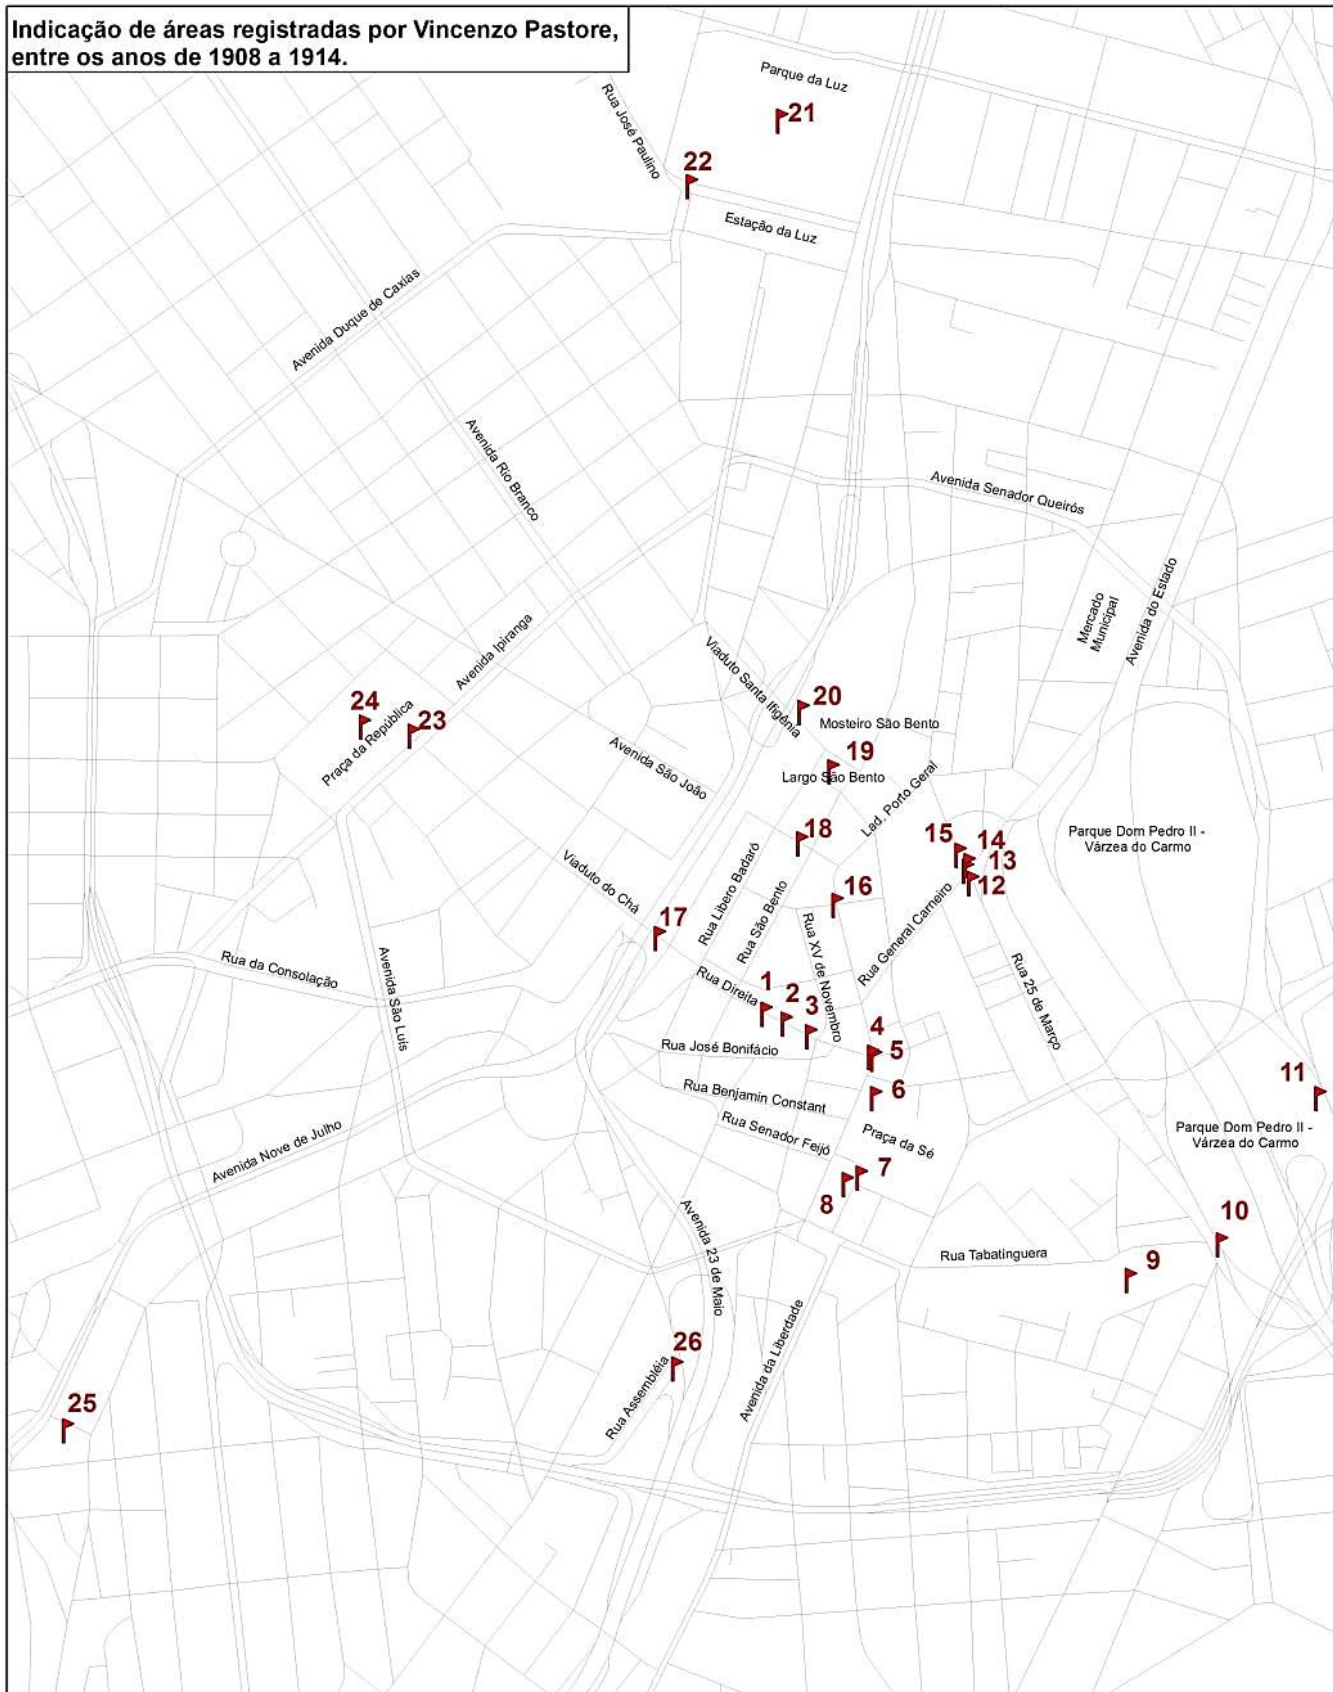 Indicação de áreas registradas por Vincenzo Pastore,
entre os anos de 1908 a 1914.
Parque da Luz
21
Rua José Paulino
22
Estação da Luz
Avenida Duque de Caxias
Avenida Rio Branco
Avenida Senador Queirós
Mercado
Municipal
Avenida do Estado
Avenida Ipiranga
Viaduto Santa Ifigênia
24
23
Praça da República
20
Mosteiro São Bento
Avenida São João
19
Largo São Bento
Lad. Porto Geral
18
15
14
13
12
Parque Dom Pedro II -
Várzea do Carmo
Viaduto do Chá
Rua Libero Badaró
Rua São Bento
16
Rua XV de Novembro
Rua General Carneiro
17
Rua da Consolação
Avenida São Luís
Rua Direita
1
2
3
4
5
6
Rua 25 de Março
Rua José Bonifácio
Rua Benjamin Constant
Rua Senador Feijó
Praça da Sé
11
Parque Dom Pedro II -
Várzea do Carmo
Avenida Nove de Julho
7
8
Avenida 23 de Maio
10
Rua Tabatinguera
9
26
Rua Assembléia
Avenida da Liberdade
25